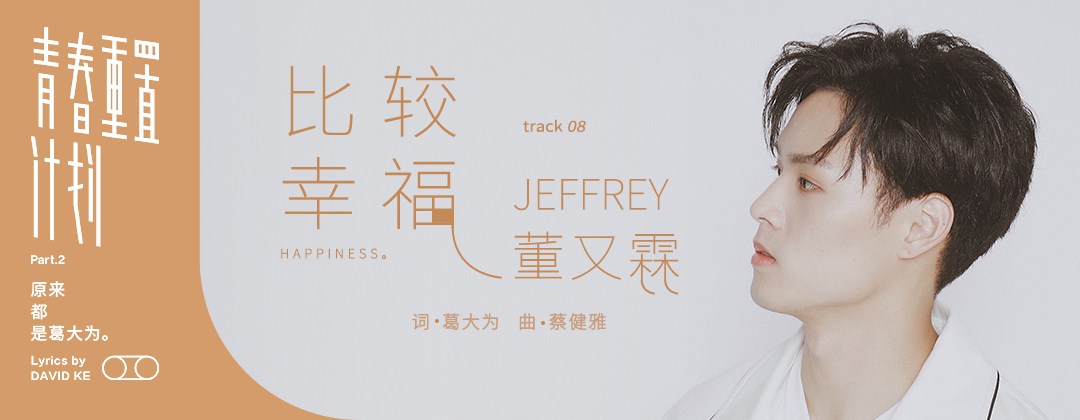 青春重置
计划
Part.2
原来
都
是葛大为。
Lyrics by
DAVID KE
比较
幸福
HAPPINESS。
track 08
JEFFREY
董又霖
词·葛大为 曲·蔡健雅